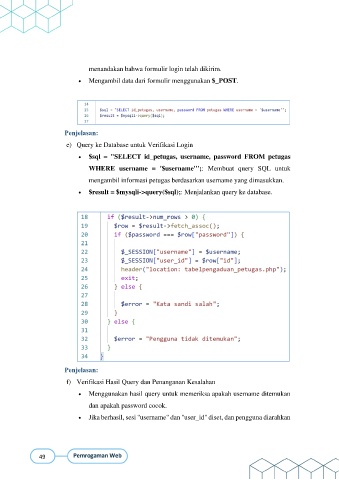 menandakan bahwa formulir login telah dikirim.
• Mengambil data dari formulir menggunakan $_POST.
14
15 $sql = "SELECT id_petugas, username, password FROM petugas WHERE username = '$username'";
16 $result = $mysqli->query($sql);
17
Penjelasan:
e) Query ke Database untuk Verifikasi Login
• $sql = "SELECT id_petugas, username, password FROM petugas
WHERE username = '$username'";: Membuat query SQL untuk
mengambil informasi petugas berdasarkan username yang dimasukkan.
• $result = $mysqli->query($sql);: Menjalankan query ke database.
18 if ($result->num_rows > 0) {
19 $row = $result->fetch_assoc();
20 if ($password === $row["password"]) {
21
22 $_SESSION["username"] = $username;
23 $_SESSION["user_id"] = $row["id"];
24 header("location: tabelpengaduan_petugas.php");
25 exit;
26 } else {
27
28 $error = "Kata sandi salah";
29 }
30 } else {
31
32 $error = "Pengguna tidak ditemukan";
33 }
34 }
Penjelasan:
f) Verifikasi Hasil Query dan Penanganan Kesalahan
• Menggunakan hasil query untuk memeriksa apakah username ditemukan
dan apakah password cocok.
• Jika berhasil, sesi "username" dan "user_id" diset, dan pengguna diarahkan
49 Pemrogaman Web